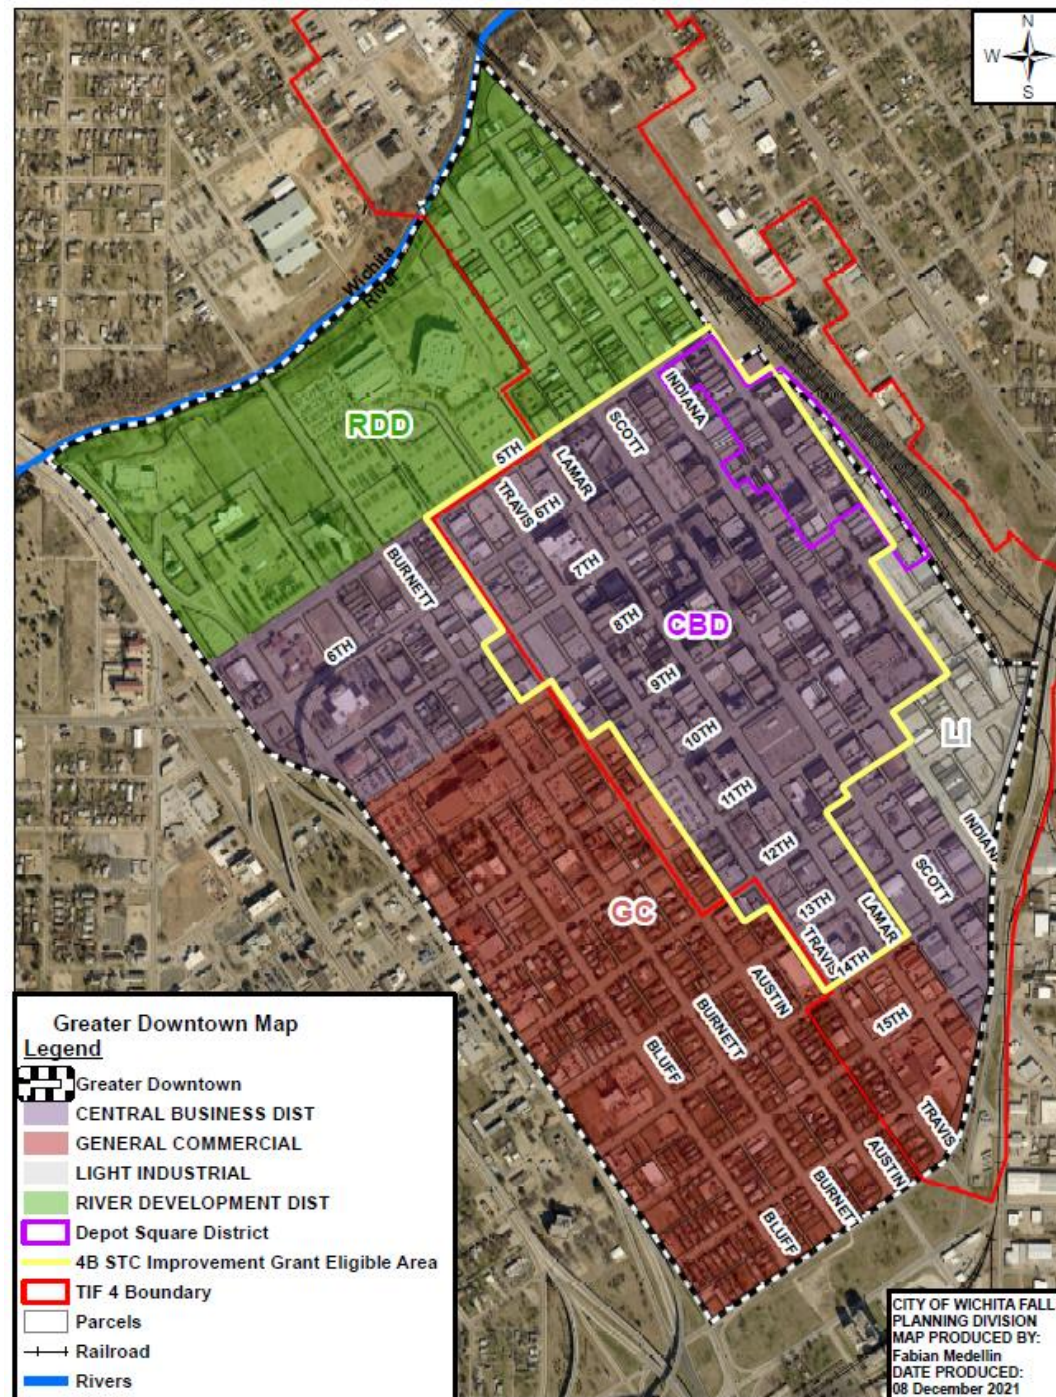 N
W E
S
Wichita
River
RDD
INDIANA
SCOTT
5TH
LAMAR
TRAVIS
6TH
BURNETT
7TH
6TH
8TH
CBD
9TH
10TH
LI
11TH
INDIANA
12TH
SCOTT
13TH
LAMAR
GC
TRAVIS
14TH
AUSTIN
15TH
BURNETT
BLUFF
TRAVIS
AUSTIN
BURNETT
BLUFF
Greater Downtown Map
Legend
Greater Downtown
CENTRAL BUSINESS DIST
GENERAL COMMERCIAL
LIGHT INDUSTRIAL
RIVER DEVELOPMENT DIST
Depot Square District
4B STC Improvement Grant Eligible Area
TIF 4 Boundary
Parcels
Railroad
Rivers
CITY OF WICHITA FALL
PLANNING DIVISION
MAP PRODUCED BY:
Fabian Medellin
DATE PRODUCED:
08 December 2021